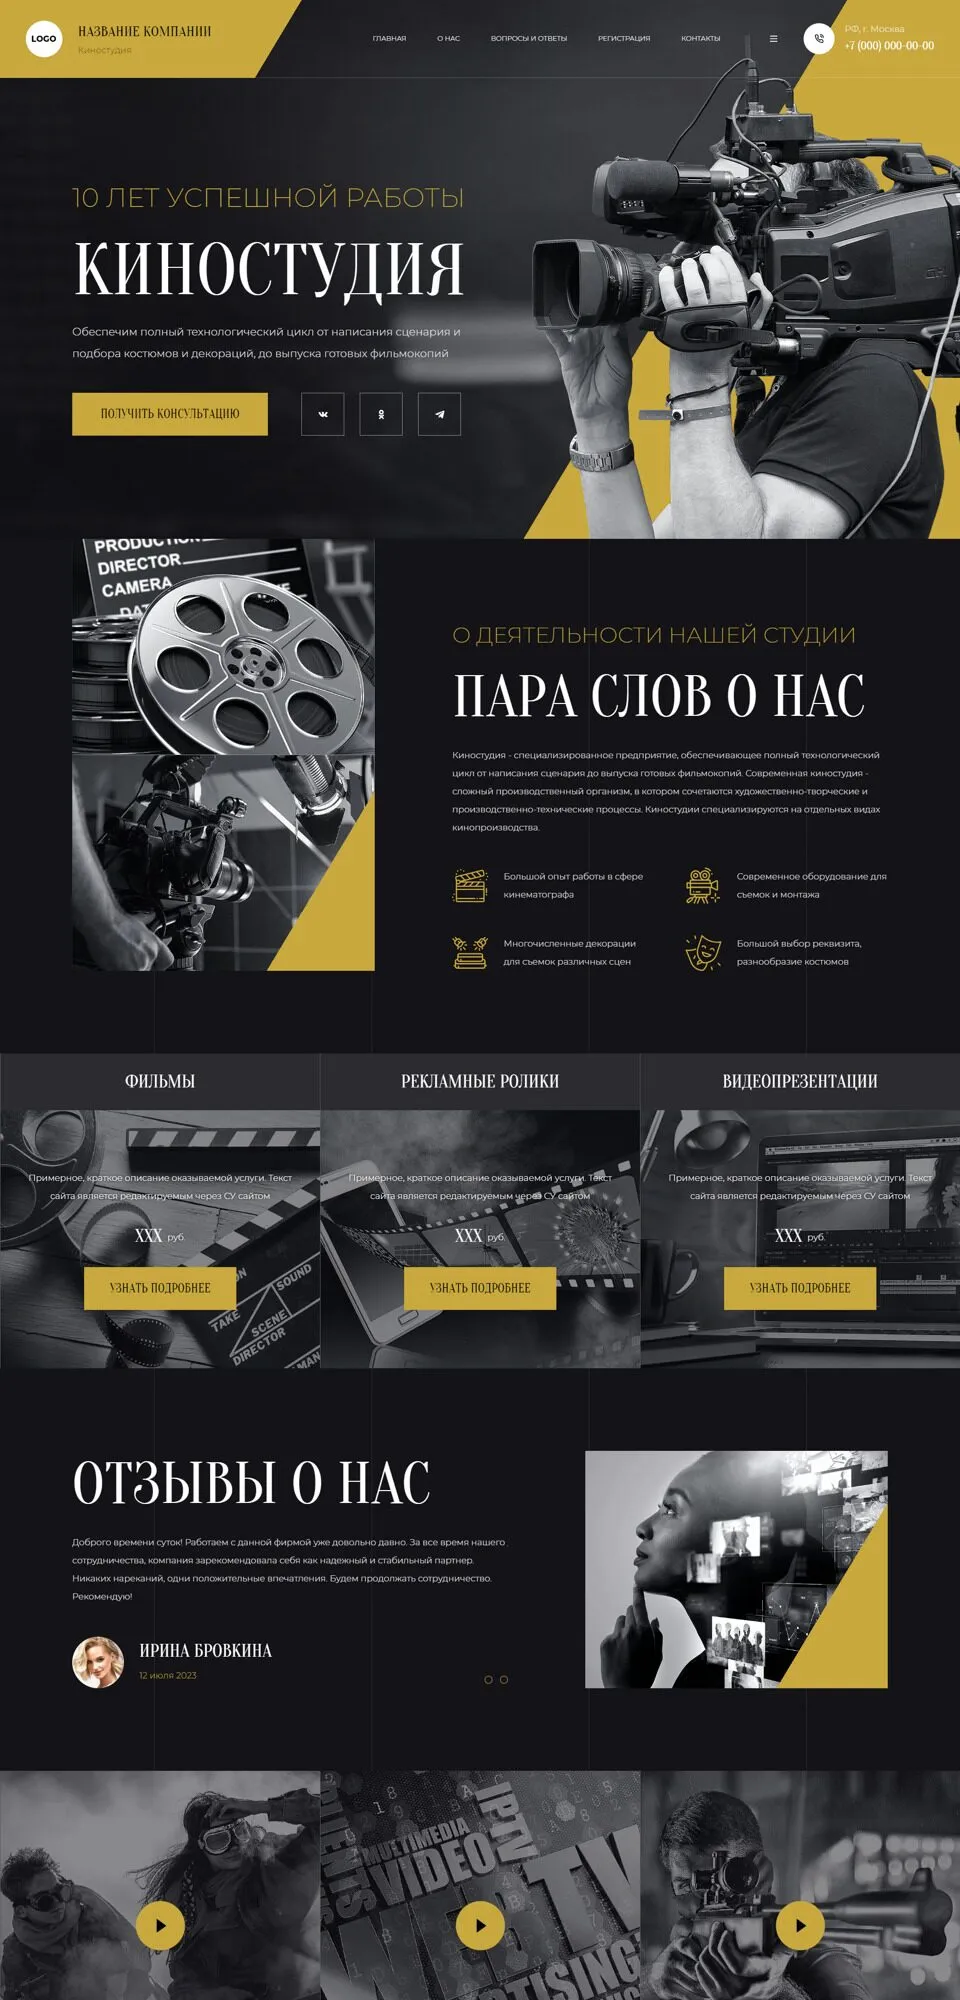 LOGO
НАЗВАНИЕ КОМПАНИИ
Киностудия
ГЛАВНАЯ
О НАС
ВОПРОСЫ И ОТВЕТЫ
РЕГИСТРАЦИЯ
КОНТАКТЫ
РФ, г. Москва
+7 (000) 000-00-00
10 ЛЕТ УСПЕШНОЙ РАБОТЫ
КИНОСТУДИЯ
Обеспечим полный технологический цикл от написания сценария и
подбора костюмов и декораций, до выпуска готовых фильмокопий
ПОЛУЧИТЬ КОНСУЛЬТАЦИЮ
DIRECTOR
CAMERA
О ДЕЯТЕЛЬНОСТИ НАШЕЙ СТУДИИ
ПАРА СЛОВ О НАС
Киностудия - специализированное предприятие, обеспечивающее полный технологический
цикл от написания сценария до выпуска готовых фильмокопий. Современная киностудия -
сложный производственный организм, в котором сочетаются художественно-творческие и
производственно-технические процессы. Киностудии специализируются на отдельных видах
кинопроизводства.
Большой опыт работы в сфере
кинематографа
Современное оборудование для
съемок и монтажа
Многочисленные декорации
для съемок различных сцен
Большой выбор реквизита,
разнообразие костюмов
ФИЛЬМЫ
Примерное, краткое описание оказываемой услуги. Текст
сайта является редактируемым через СУ сайтом
XXX руб.
УЗНАТЬ ПОДРОБНЕЕ
SOUND
TAKE
SCENE
DIRECTOR
РЕКЛАМНЫЕ РОЛИКИ
Примерное, краткое описание оказываемой услуги. Текст
сайта является редактируемым через СУ сайтом
XXX руб.
УЗНАТЬ ПОДРОБНЕЕ
ВИДЕОПРЕЗЕНТАЦИИ
Примерное, краткое описание оказываемой услуги. Текст
сайта является редактируемым через СУ сайтом
XXX руб.
УЗНАТЬ ПОДРОБНЕЕ
ОТЗЫВЫ О НАС
Доброго времени суток! Работаем с данной фирмой уже довольно давно. За все время нашего
сотрудничества, компания зарекомендовала себя как надежный и стабильный партнер.
Никаких нареканий, одни положительные впечатления. Будем продолжать сотрудничество.
Рекомендую!
ИРИНА БРОВКИНА
12 июля 2023
MULTIMEDIA
VIDEO
IPTV